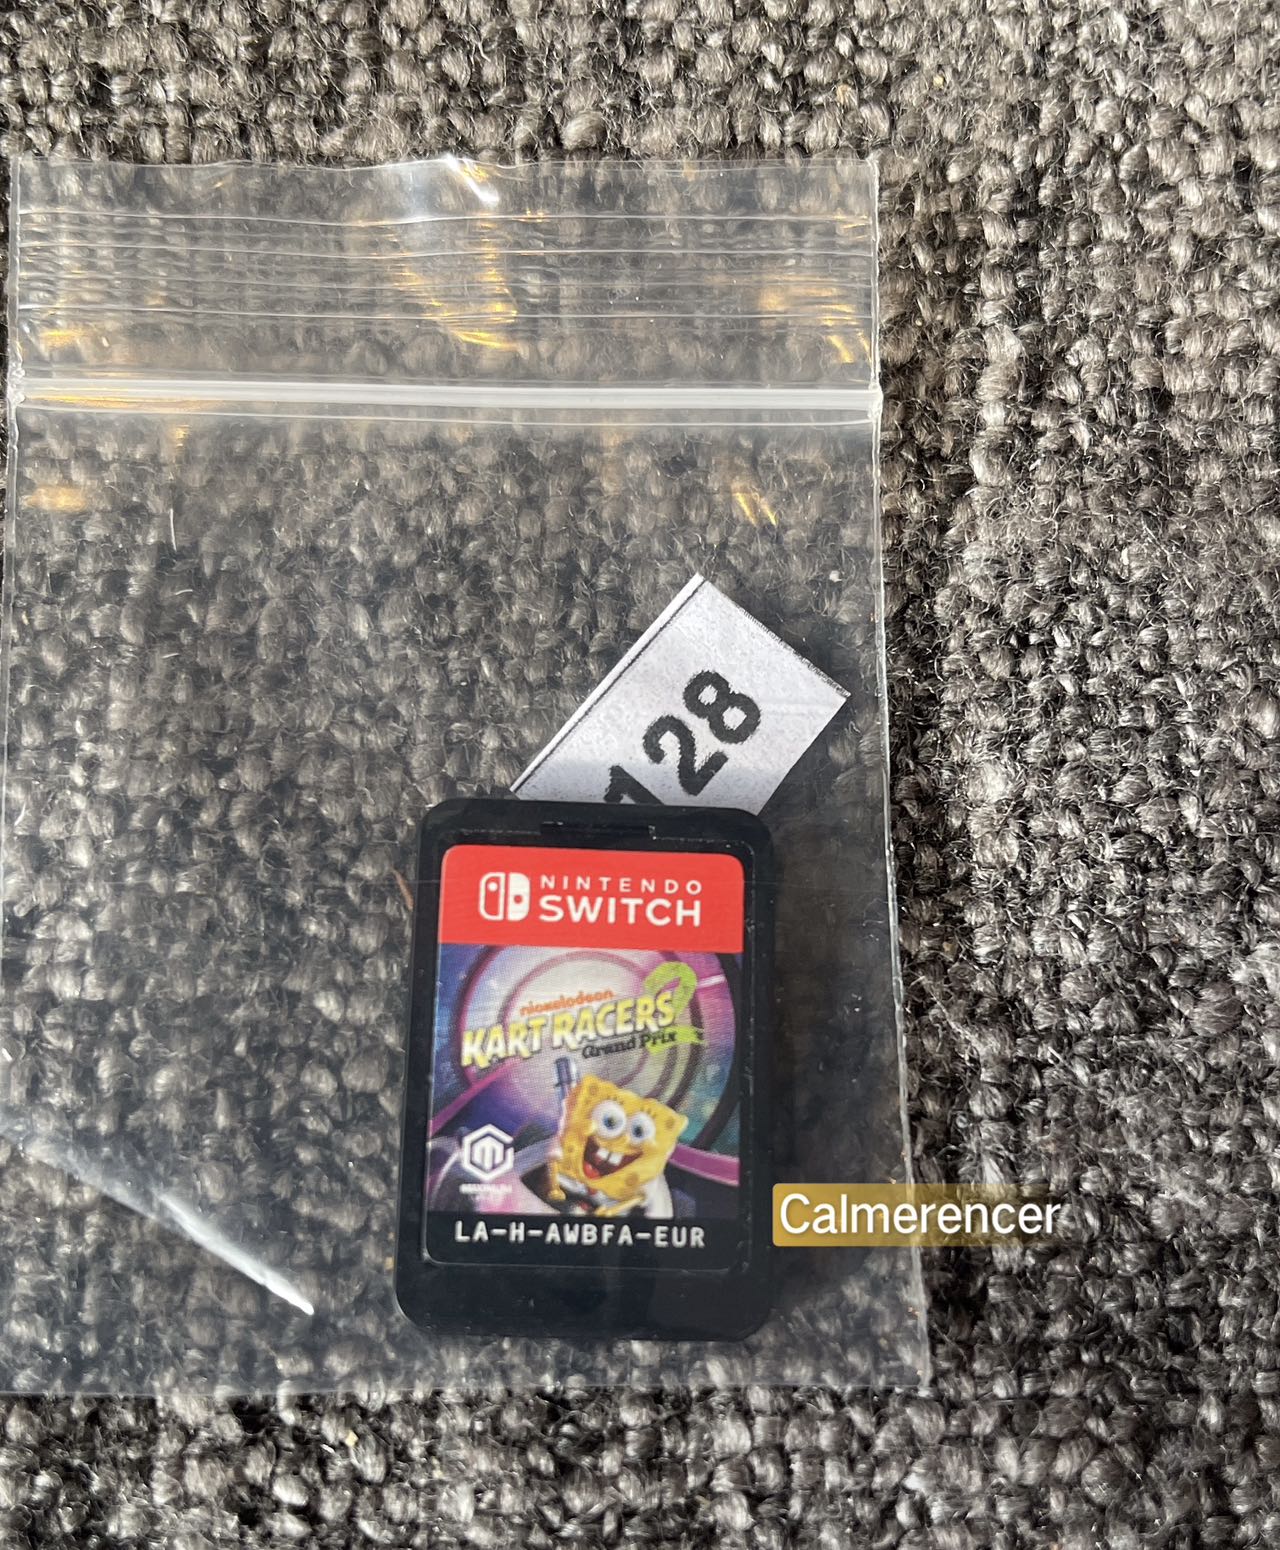 128
NINTENDO
SWITCH
nickelodeon
KART RACERS 2
Grand Prix
LA-H-AWBFA-EUR
Calmerencer